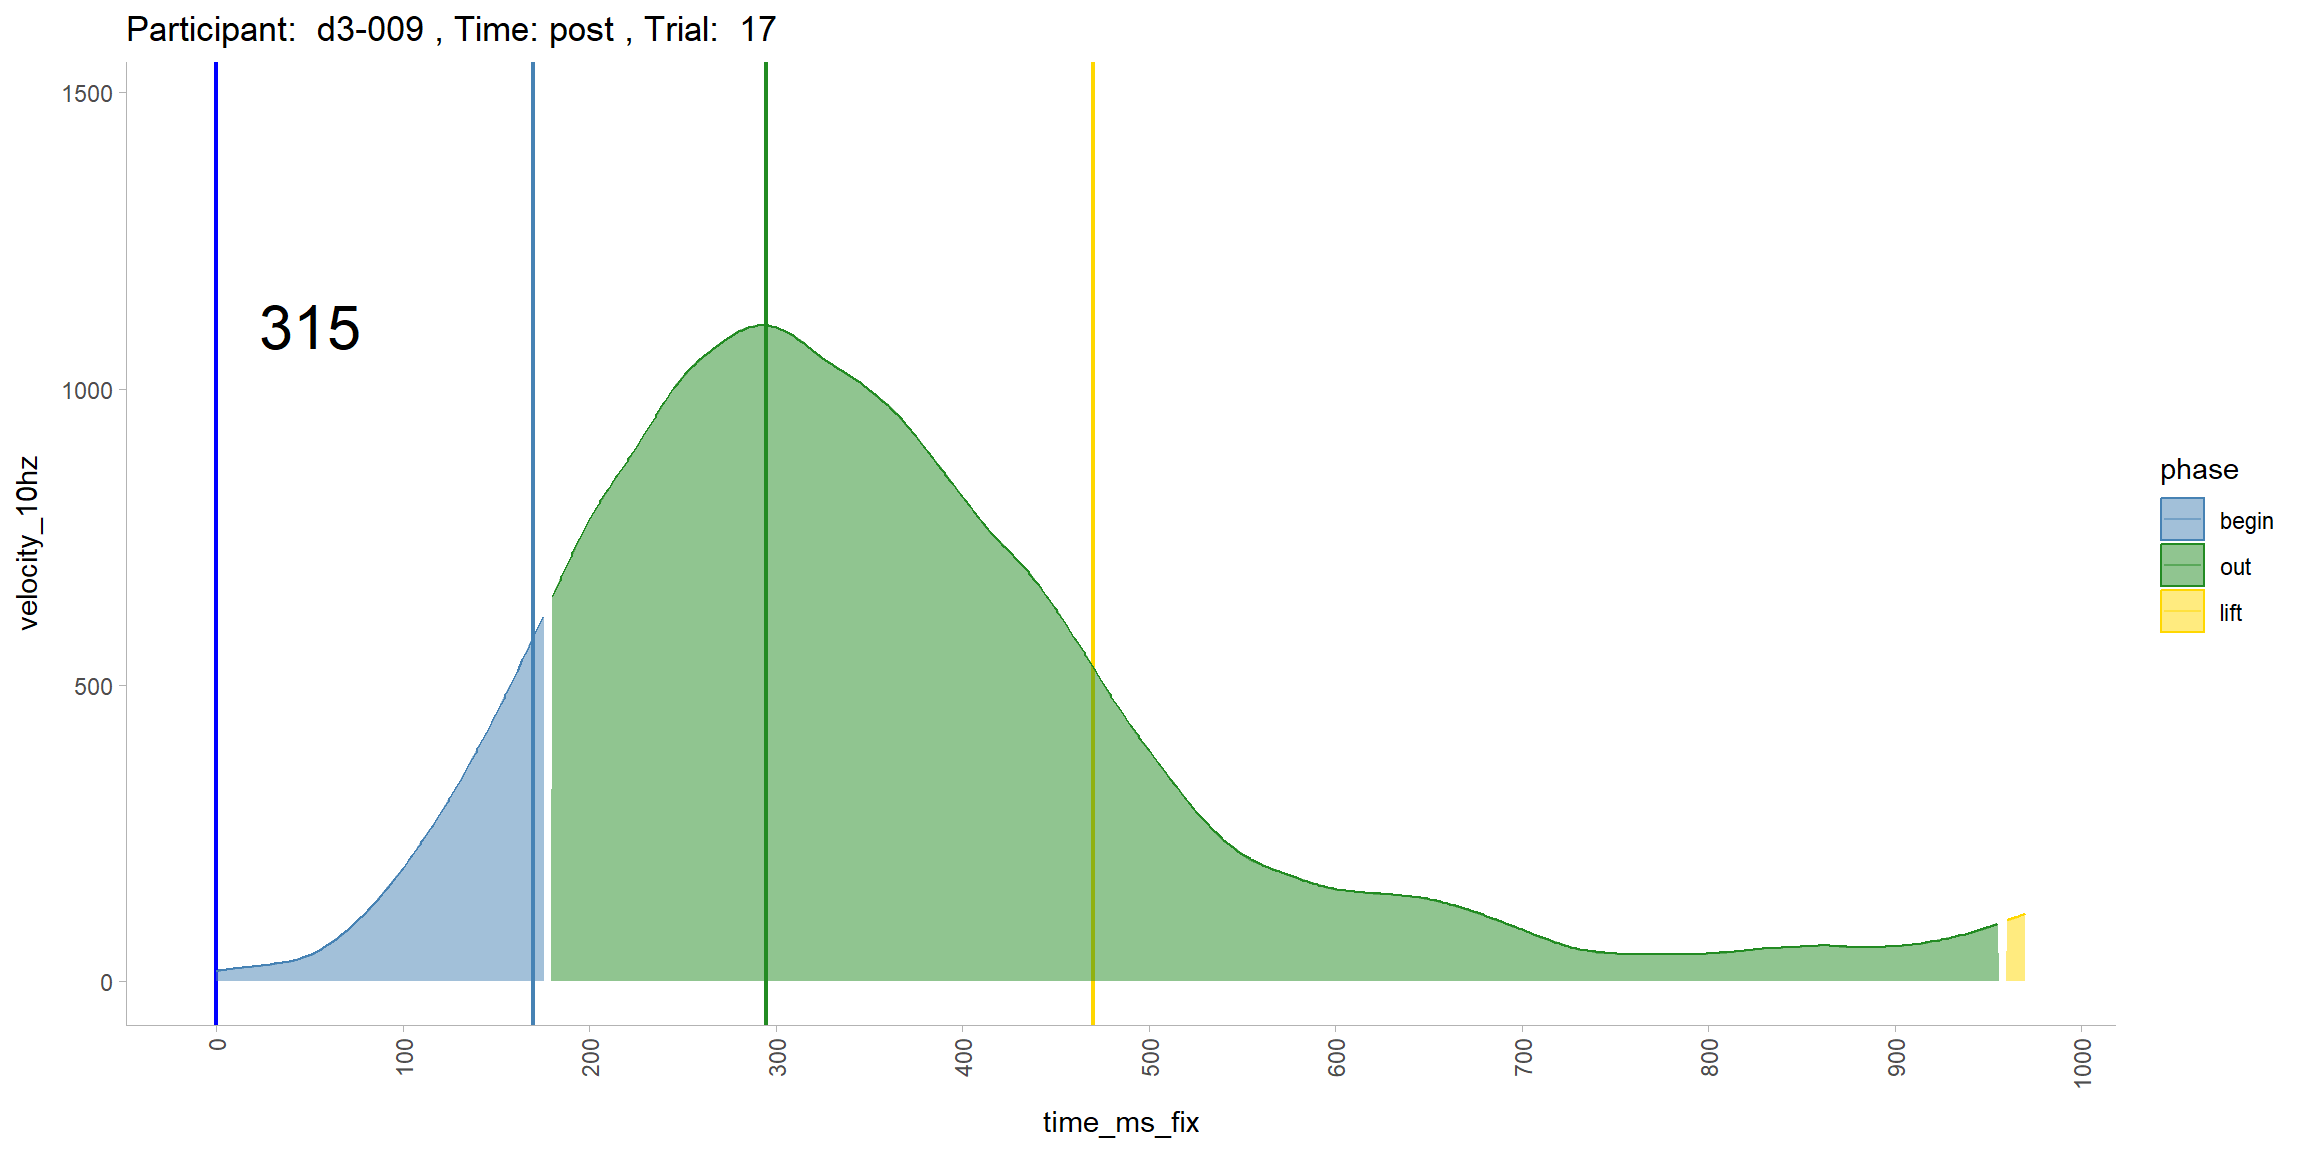 Participant:  d3-009 , Time: post , Trial:  17
1500
1000
500
0
velocity_10hz
315
0
100
200
300
400
500
600
700
800
900
1000
time_ms_fix
phase
begin
out
lift